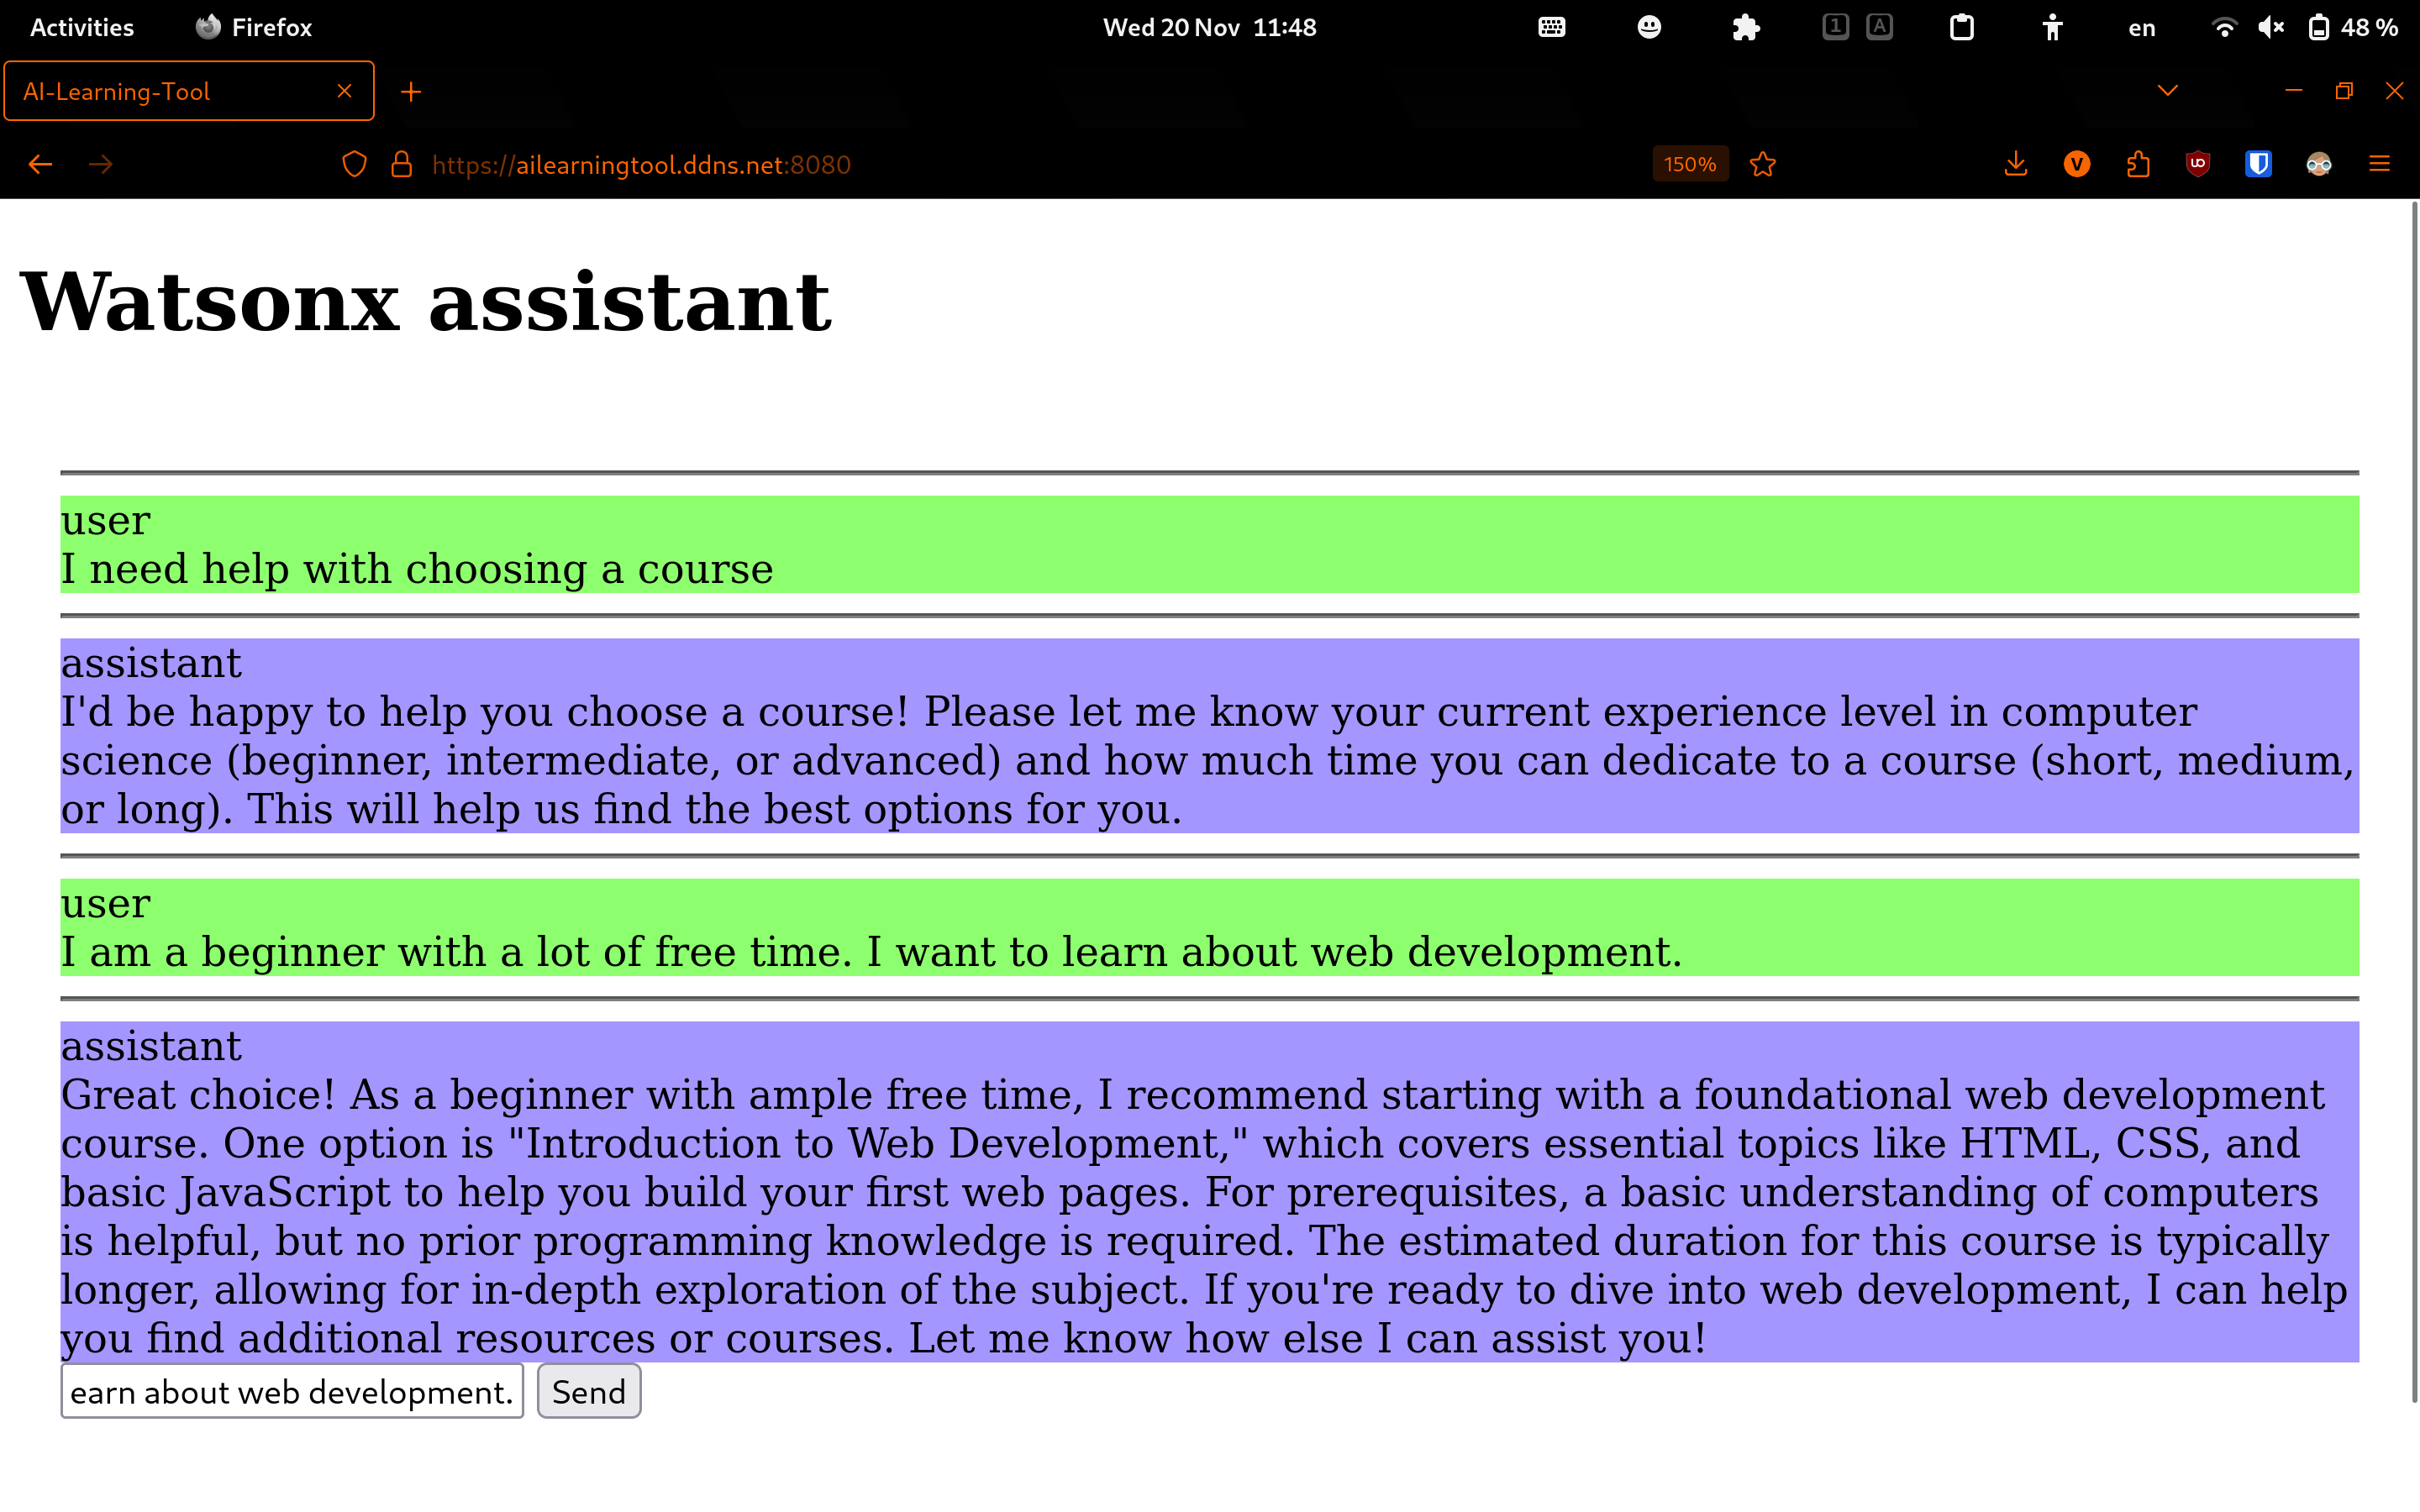 Activities Firefox Wed 20 Nov 11:48 1 A en 48 %
AI-Learning-Tool
https://ailearningtool.ddns.net:8080 150% V UO
Watsonx assistant
user
I need help with choosing a course
assistant
I'd be happy to help you choose a course! Please let me know your current experience level in computer
science (beginner, intermediate, or advanced) and how much time you can dedicate to a course (short, medium,
or long). This will help us find the best options for you.
user
I am a beginner with a lot of free time. I want to learn about web development.
assistant
Great choice! As a beginner with ample free time, I recommend starting with a foundational web development
course. One option is "Introduction to Web Development," which covers essential topics like HTML, CSS, and
basic JavaScript to help you build your first web pages. For prerequisites, a basic understanding of computers
is helpful, but no prior programming knowledge is required. The estimated duration for this course is typically
longer, allowing for in-depth exploration of the subject. If you're ready to dive into web development, I can help
you find additional resources or courses. Let me know how else I can assist you!
earn about web development. Send